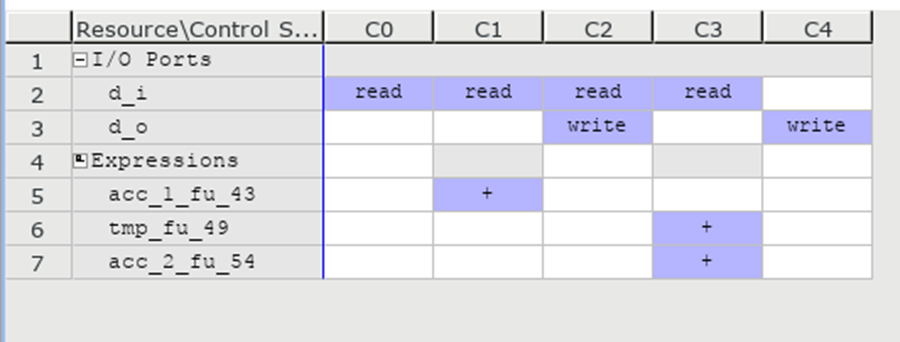 Resource\Control S... C0 C1 C2 C3 C4
1 I/O Ports
2 d_i read read read read
3 d_o write write
4 Expressions
5 acc_1_fu_43 +
6 tmp_fu_49 +
7 acc_2_fu_54 +